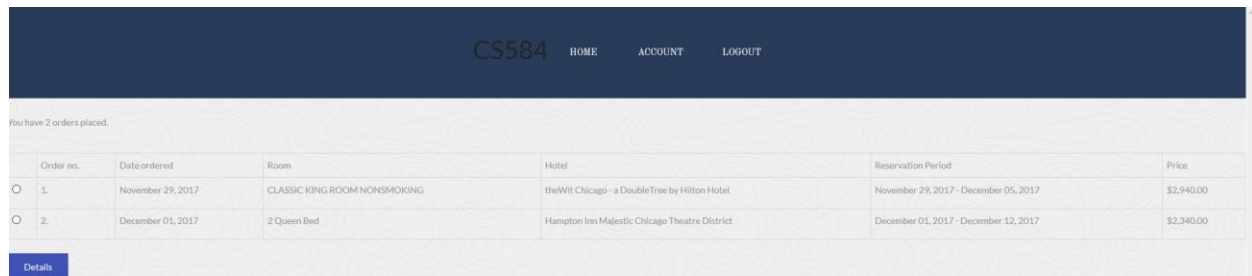 CS584 HOME ACCOUNT LOGOUT
You have 2 orders placed.
Order no. Date ordered Room Hotel Reservation Period Price
1. November 29, 2017 CLASSIC KING ROOM NONSMOKING theWit Chicago - a DoubleTree by Hilton Hotel November 29, 2017 - December 05, 2017 $2,940.00
2. December 01, 2017 2 Queen Bed Hampton Inn Majestic Chicago Theatre District December 01, 2017 - December 12, 2017 $2,340.00
Details